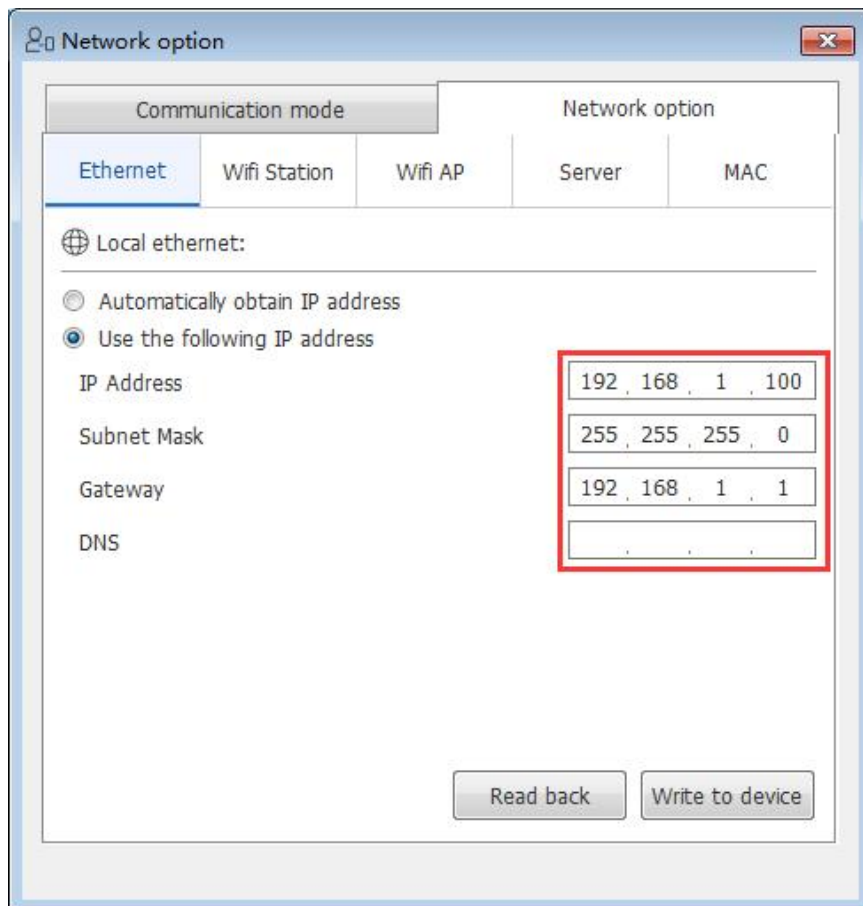 Network option
Communication mode Network option
Ethernet Wifi Station Wifi AP Server MAC
Local ethernet:
Automatically obtain IP address
Use the following IP address
IP Address 192 . 168 . 1 . 100
Subnet Mask 255 . 255 . 255 . 0
Gateway 192 . 168 . 1 . 1
DNS . . .
Read back Write to device